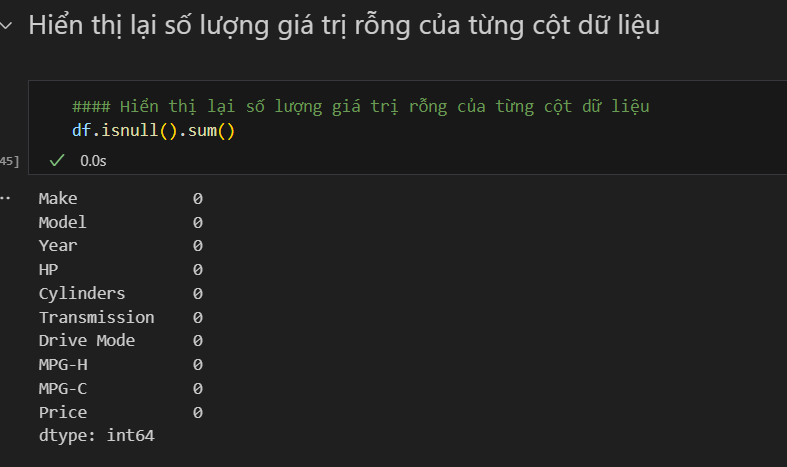 Hiển thị lại số lượng giá trị rỗng của từng cột dữ liệu
#### Hiển thị lại số lượng giá trị rỗng của từng cột dữ liệu
df.isnull().sum()
45] 0.0s
Make 0
Model 0
Year 0
HP 0
Cylinders 0
Transmission 0
Drive Mode 0
MPG-H 0
MPG-C 0
Price 0
dtype: int64